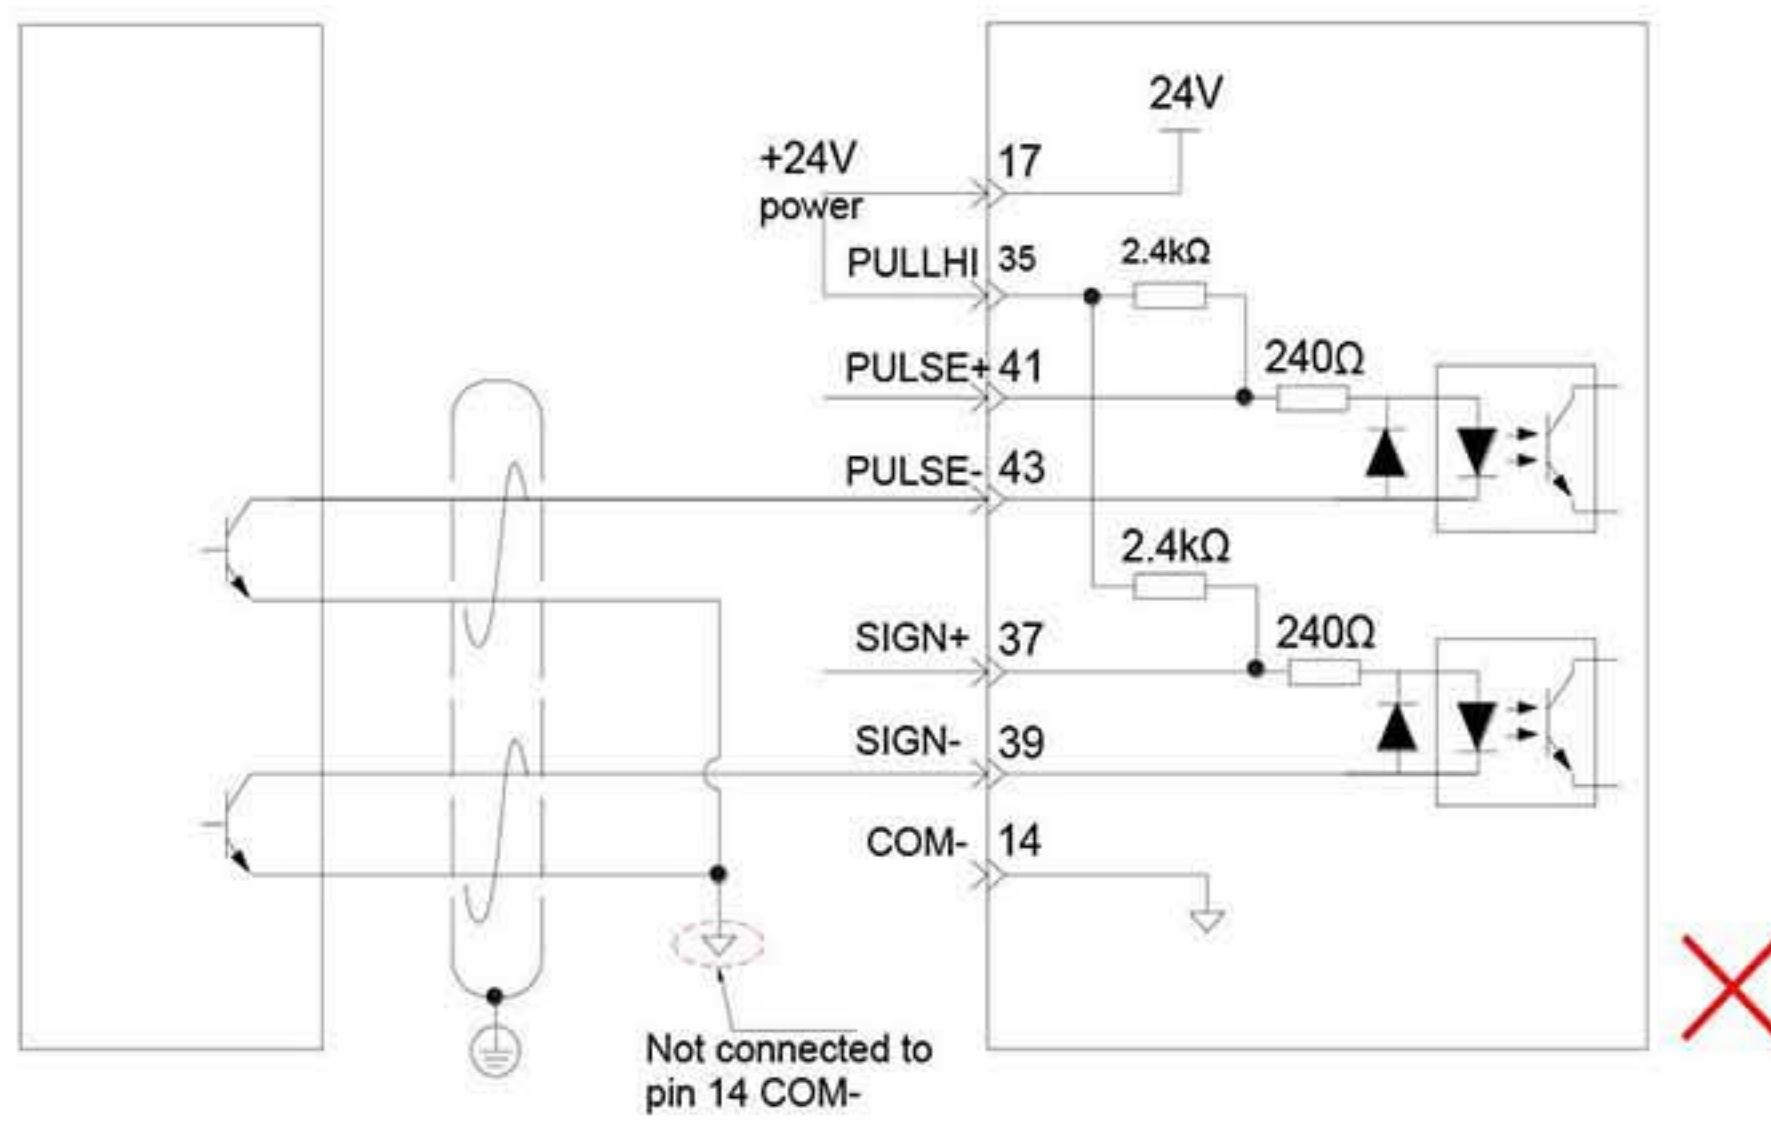 24V
+24V
power
17
PULLHI
35
2.4kΩ
PULSE+
41
240Ω
PULSE-
43
2.4kΩ
SIGN+
37
240Ω
SIGN-
39
COM-
14
Not connected to
pin 14 COM-